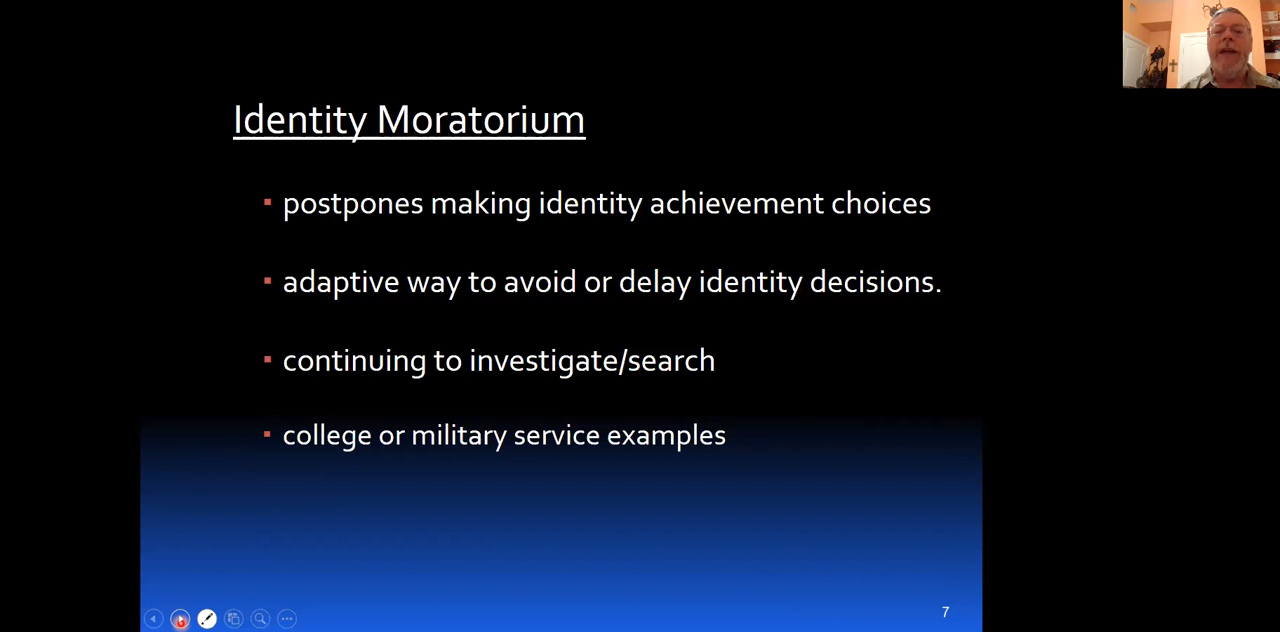 Identity Moratorium
▪ postpones making identity achievement choices
▪ adaptive way to avoid or delay identity decisions.
▪ continuing to investigate/search
▪ college or military service examples
7